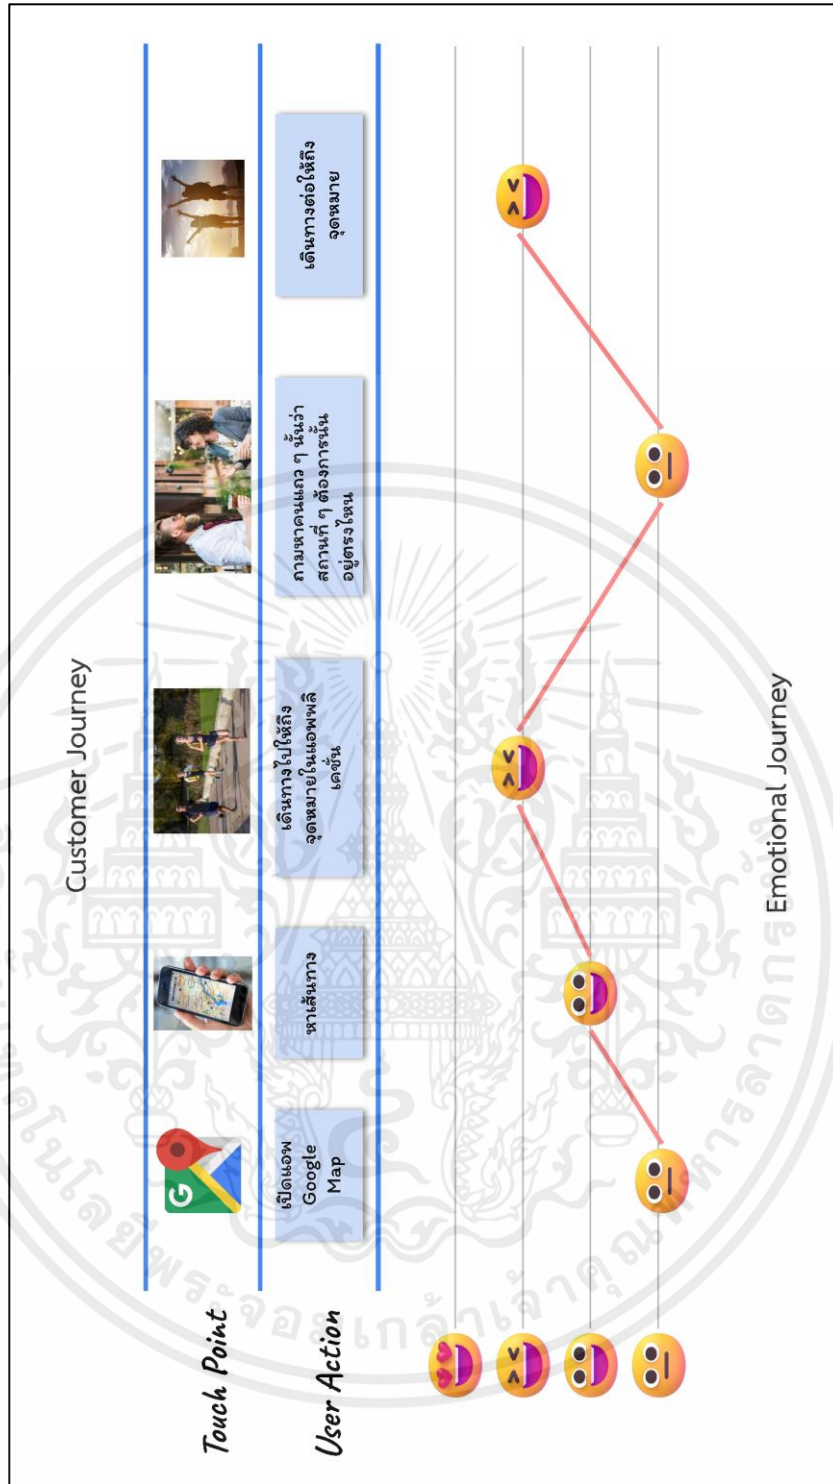 Customer Journey
Touch Point
G
User Action
เปิดแอพ
Google
Map
หาเส้นทาง
เดินทางไปให้ถึง
จุดหมายในแอพพลิ
เคชั่น
ถามหาคนแถว ๆ นั้นว่า
สถานที่ ๆ ต้องการนั้น
อยู่ตรงไหน
เดินทางต่อให้ถึง
จุดหมาย
Emotional Journey